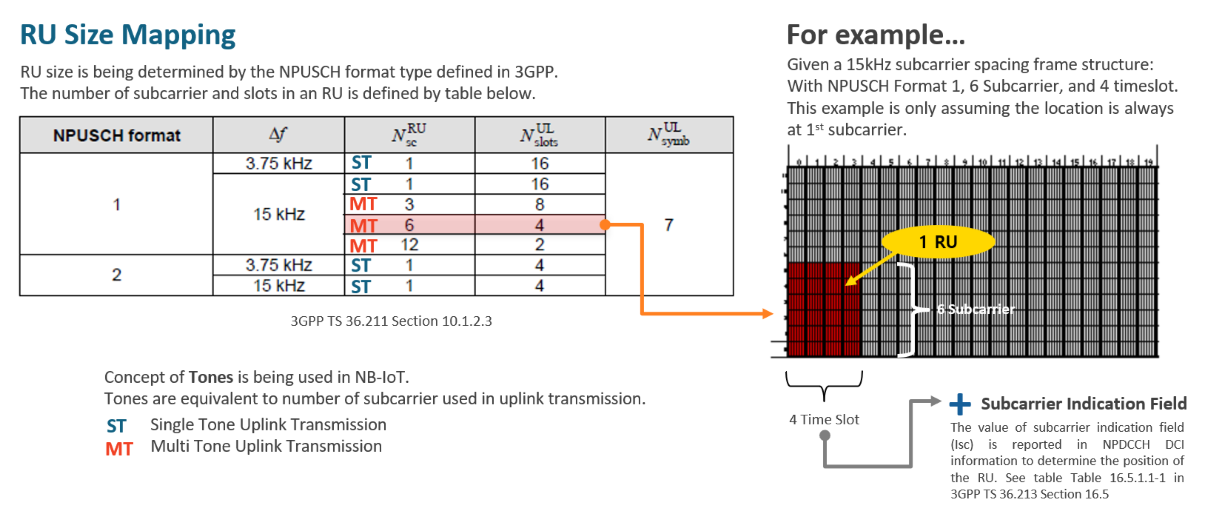 RU Size Mapping
RU size is being determined by the NPUSCH format type defined in 3GPP.
The number of subcarrier and slots in an RU is defined by table below.
NPUSCH format Δf N_sc^RU N_slots^UL N_symb^UL
1 3.75 kHz ST 1 16 7
15 kHz ST 1 16
MT 3 8
MT 6 4
MT 12 2
2 3.75 kHz ST 1 4
15 kHz ST 1 4
3GPP TS 36.211 Section 10.1.2.3
Concept of Tones is being used in NB-IoT.
Tones are equivalent to number of subcarrier used in uplink transmission.
ST Single Tone Uplink Transmission
MT Multi Tone Uplink Transmission
For example...
Given a 15kHz subcarrier spacing frame structure:
With NPUSCH Format 1, 6 Subcarrier, and 4 timeslot.
This example is only assuming the location is always
at 1st subcarrier.
0 1 2 3 4 5 6 7 8 9 10 11 12 13 14 15 16 17 18 19
1 RU
6 Subcarrier
4 Time Slot
+ Subcarrier Indication Field
The value of subcarrier indication field
(Isc) is reported in NPDCCH DCI
information to determine the position of
the RU. See table Table 16.5.1.1-1 in
3GPP TS 36.213 Section 16.5